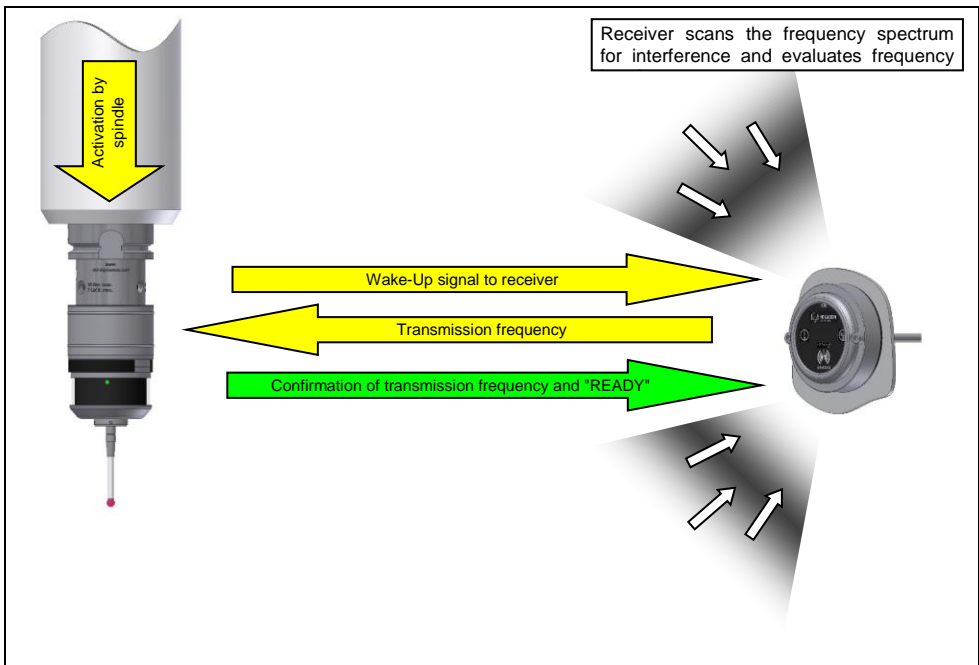 Receiver scans the frequency spectrum
for interference and evaluates frequency
Activation by
spindle
Wake-Up signal to receiver
Transmission frequency
Confirmation of transmission frequency and "READY"